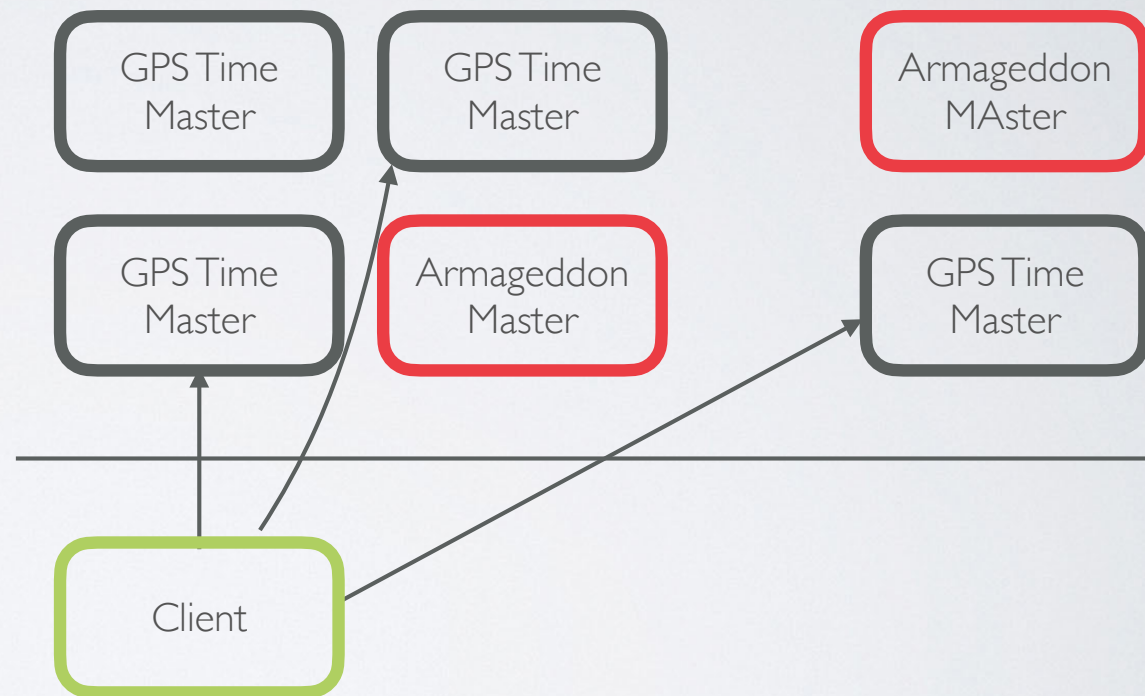 GPS Time
Master
GPS Time
Master
Armageddon
MAster
GPS Time
Master
Armageddon
Master
GPS Time
Master
Client